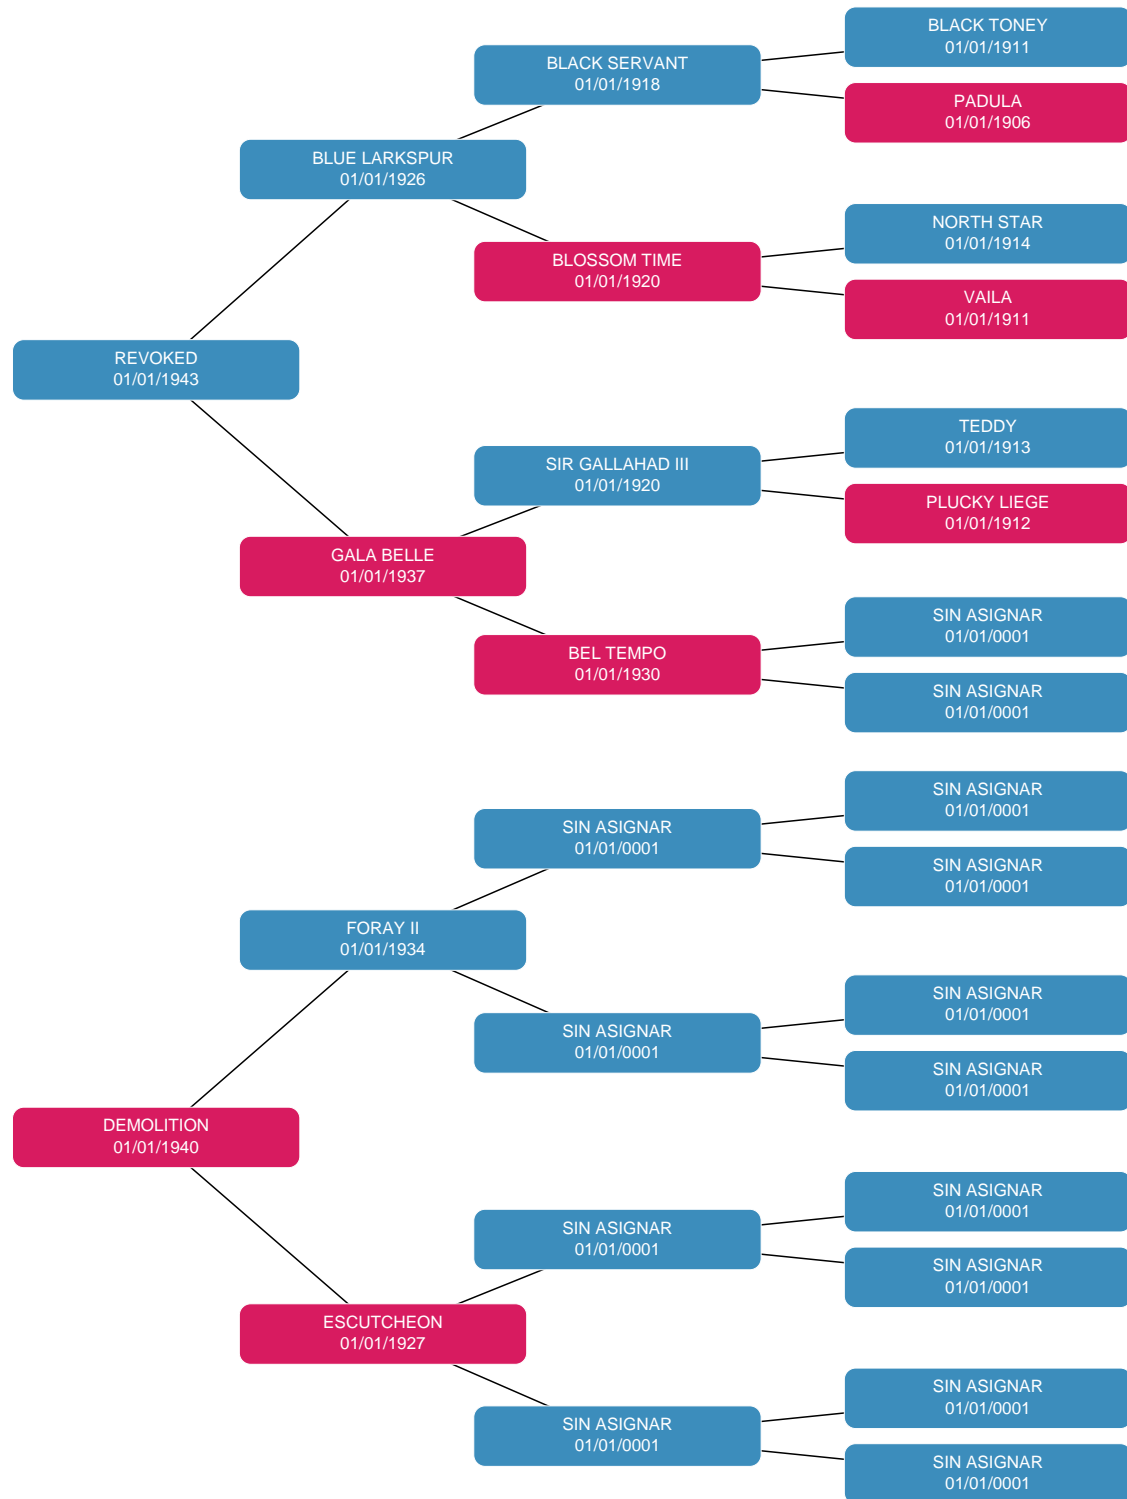 BLACK TONEY
01/01/1911
BLACK SERVANT
01/01/1918
PADULA
01/01/1906
BLUE LARKSPUR
01/01/1926
NORTH STAR
01/01/1914
BLOSSOM TIME
01/01/1920
VAILA
01/01/1911
REVOKED
01/01/1943
TEDDY
01/01/1913
SIR GALLAHAD III
01/01/1920
PLUCKY LIEGE
01/01/1912
GALA BELLE
01/01/1937
SIN ASIGNAR
01/01/0001
BEL TEMPO
01/01/1930
SIN ASIGNAR
01/01/0001
SIN ASIGNAR
01/01/0001
SIN ASIGNAR
01/01/0001
SIN ASIGNAR
01/01/0001
FORAY II
01/01/1934
SIN ASIGNAR
01/01/0001
SIN ASIGNAR
01/01/0001
SIN ASIGNAR
01/01/0001
DEMOLITION
01/01/1940
SIN ASIGNAR
01/01/0001
SIN ASIGNAR
01/01/0001
SIN ASIGNAR
01/01/0001
ESCUTCHEON
01/01/1927
SIN ASIGNAR
01/01/0001
SIN ASIGNAR
01/01/0001
SIN ASIGNAR
01/01/0001